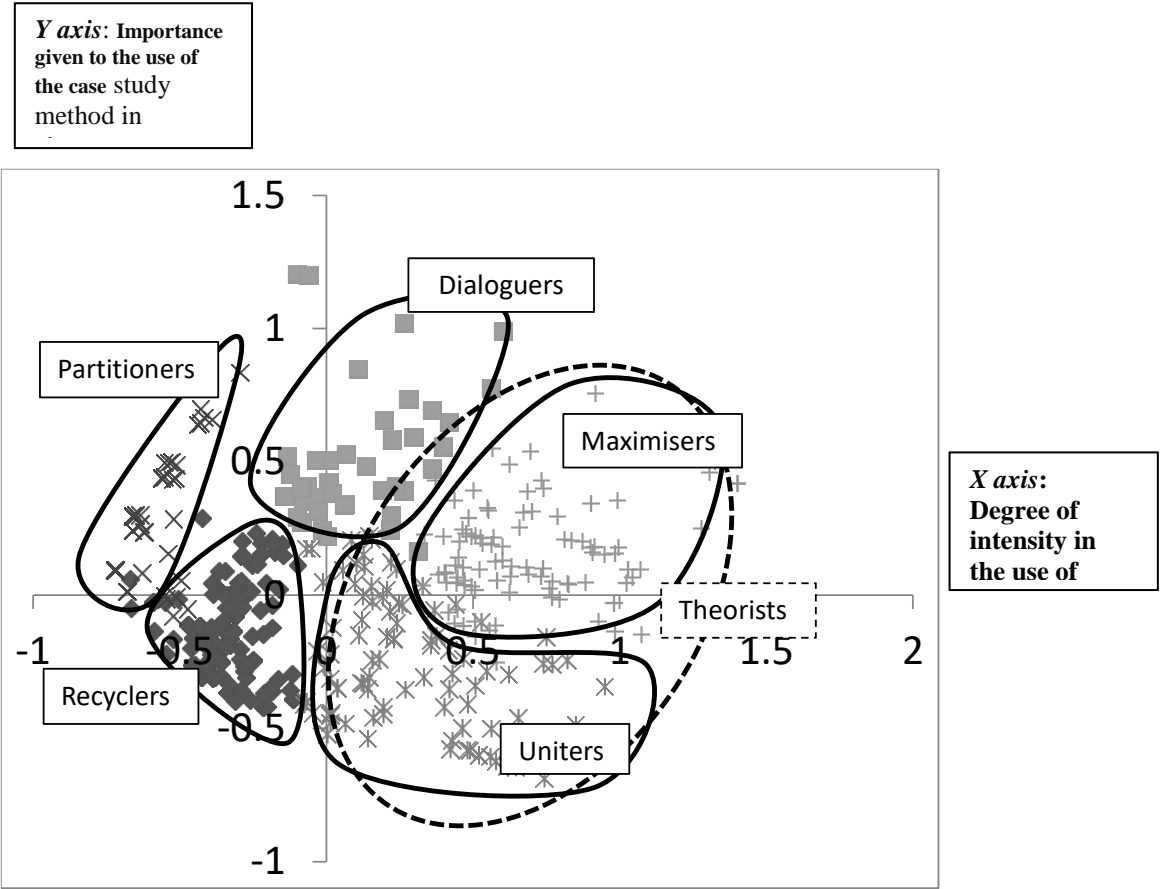 Y axis: Importance
given to the use of
the case study
method in
1.5
Dialoguers
1
Partitioners
Maximisers
0.5
X axis:
Degree of
intensity in
the use of
0
Theorists
-1
-0.5
0
0.5
1
1.5
2
Recyclers
-0.5
Uniters
-1